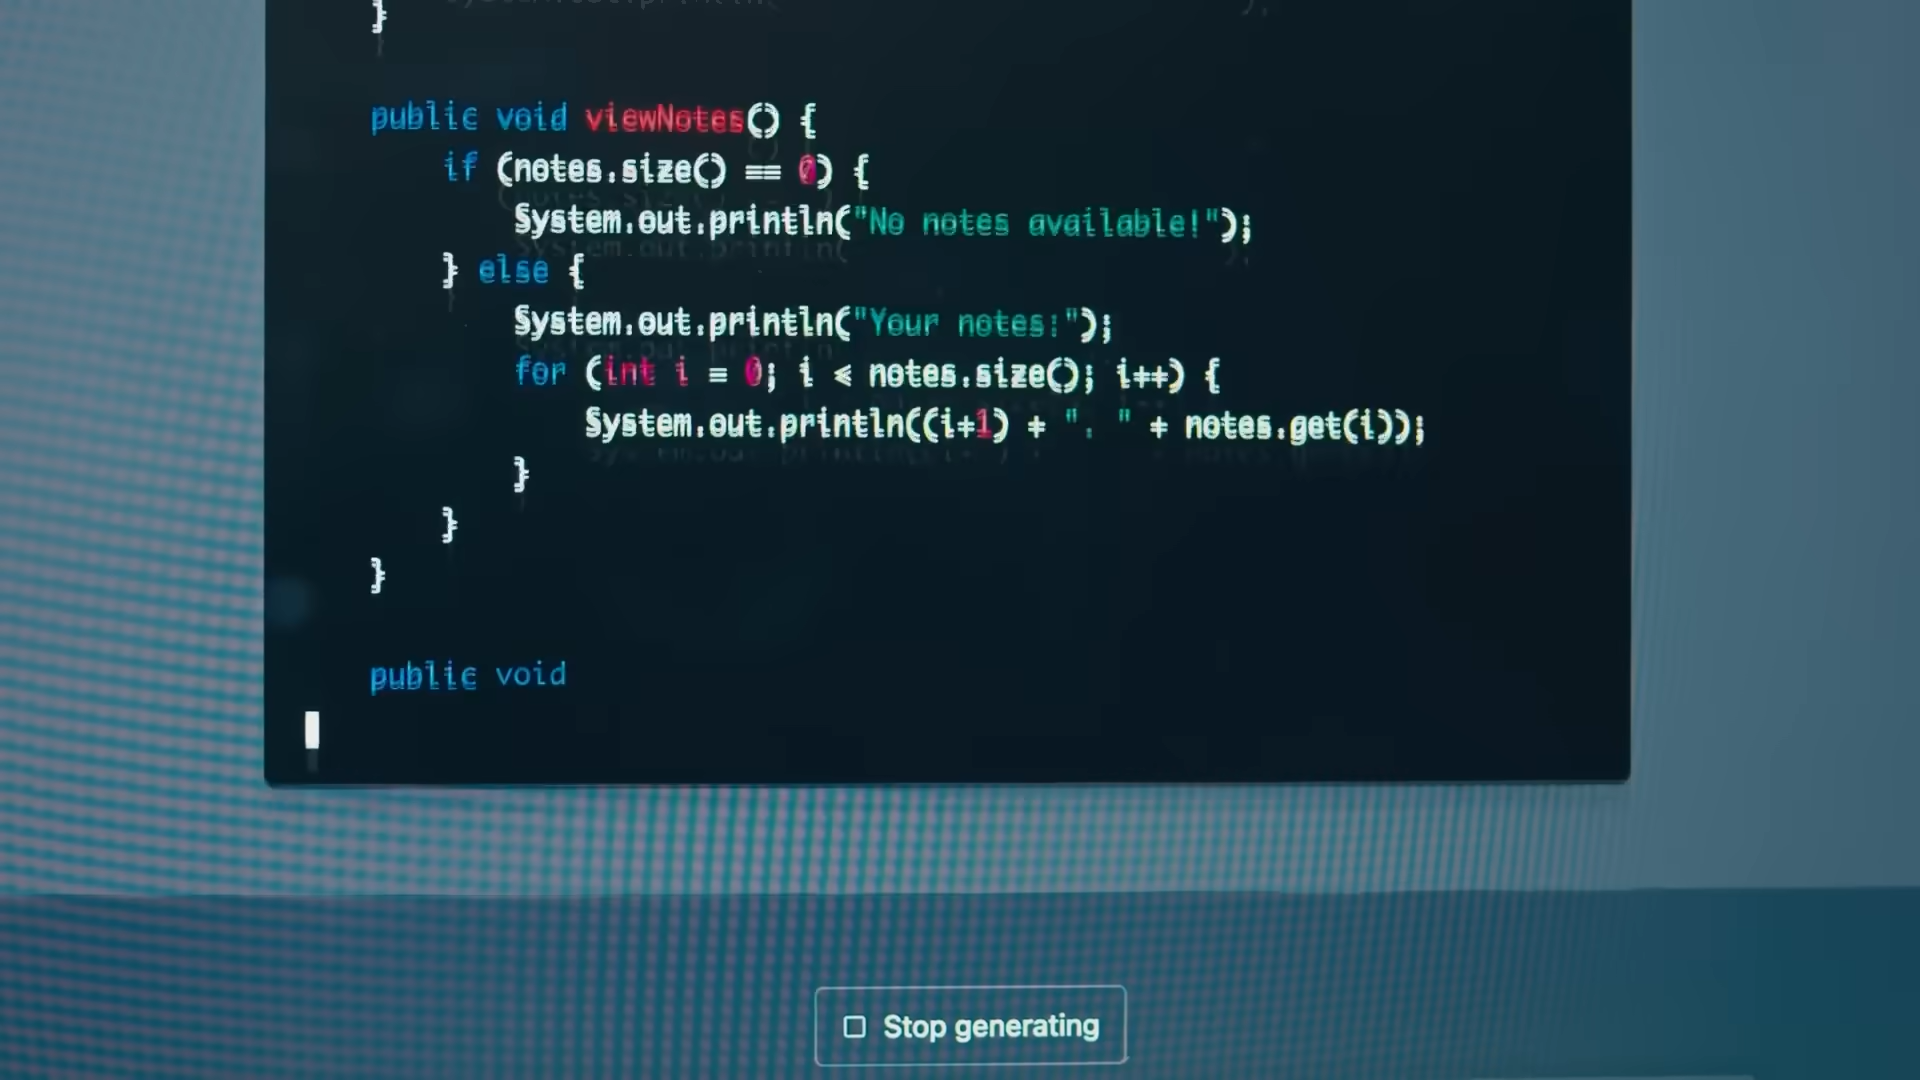 }
public void viewNotes() {
if (notes.size() == 0) {
System.out.println("No notes available!");
} else {
System.out.println("Your notes:");
for (int i = 0; i < notes.size(); i++) {
System.out.println((i+1) + ". " + notes.get(i));
}
}
}
public void
Stop generating